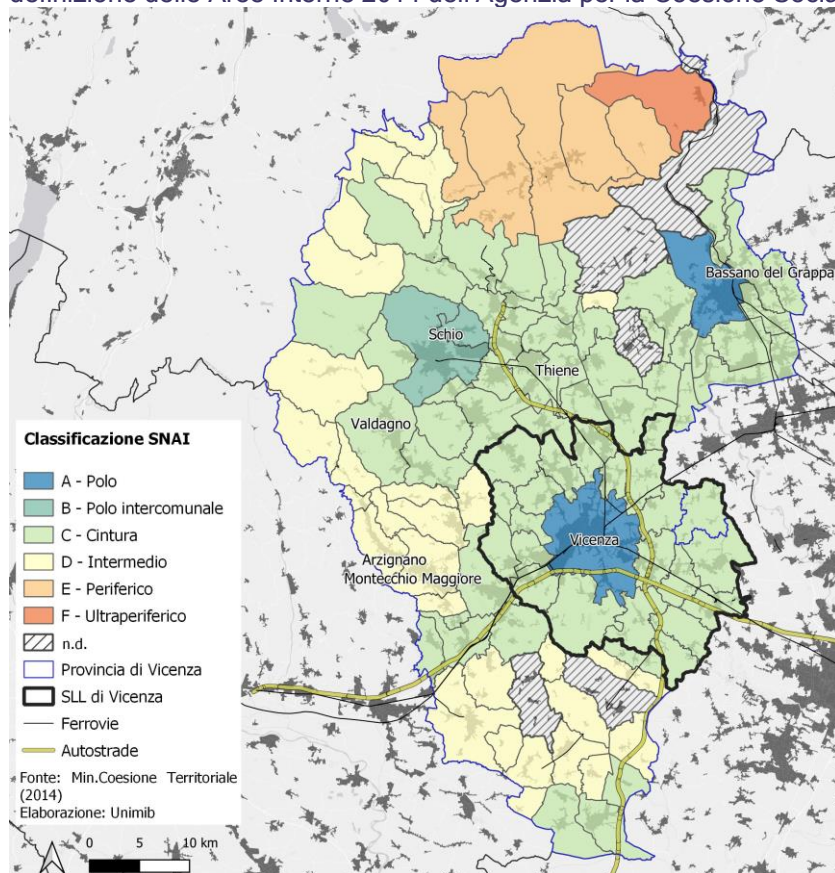 definizione delle Aree Interne 2014 dell'Agenzia per la Coesione
Bassano del Grappa
Schio
Thiene
Valdagno
Vicenza
Arzignano
Montecchio Maggiore
Classificazione SNAI
A - Polo
B - Polo intercomunale
C - Cintura
D - Intermedio
E - Periferico
F - Ultraperiferico
n.d.
Provincia di Vicenza
SLL di Vicenza
Ferrovie
Autostrade
Fonte: Min.Coesione Territoriale
(2014)
Elaborazione: Unimib
0 5 10 km